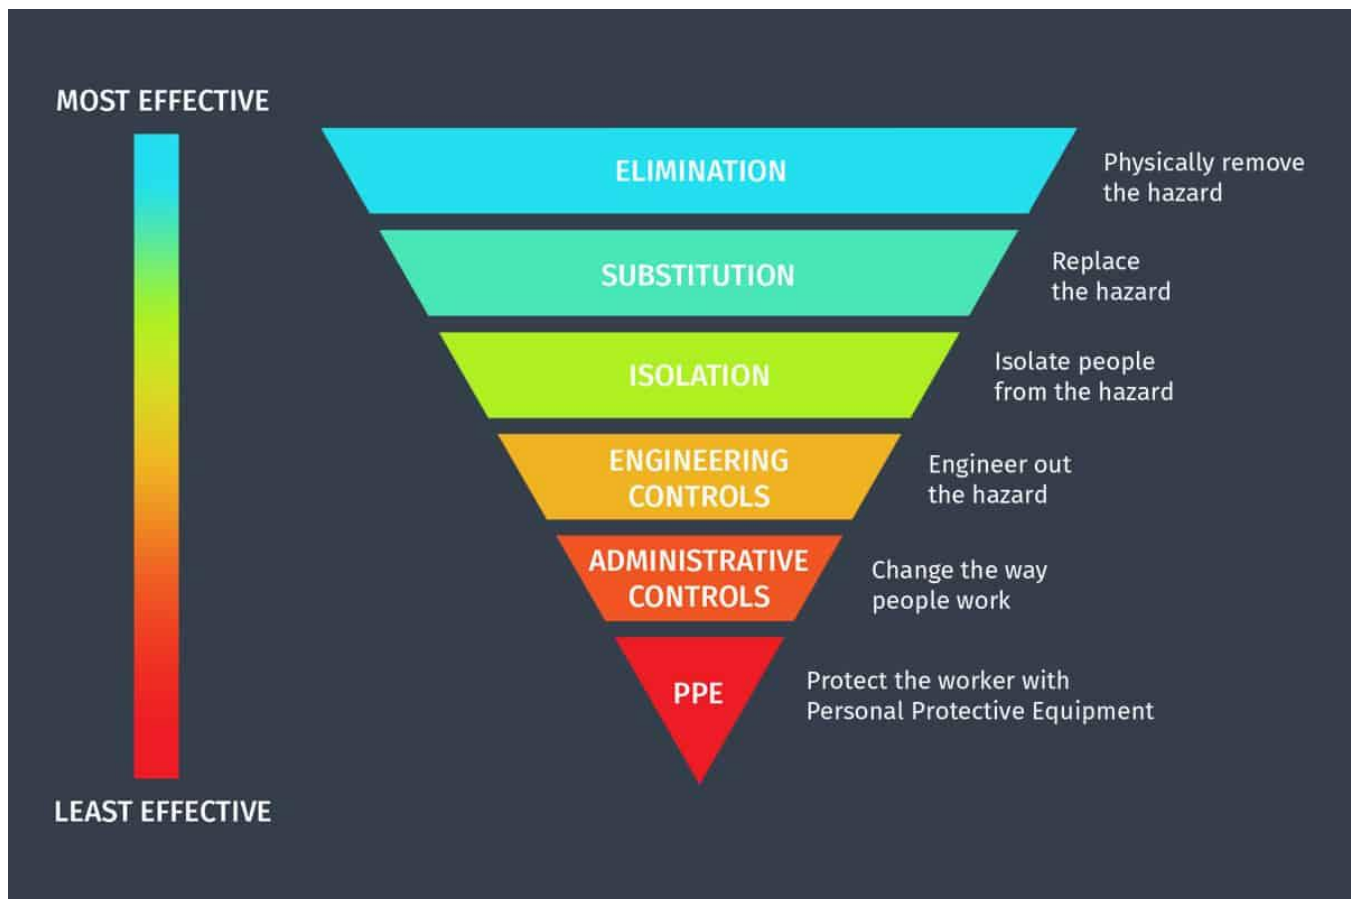 MOST EFFECTIVE
ELIMINATION
Physically remove
the hazard
SUBSTITUTION
Replace
the hazard
ISOLATION
Isolate people
from the hazard
ENGINEERING
CONTROLS
Engineer out
the hazard
ADMINISTRATIVE
CONTROLS
Change the way
people work
PPE
Protect the worker with
Personal Protective Equipment
LEAST EFFECTIVE